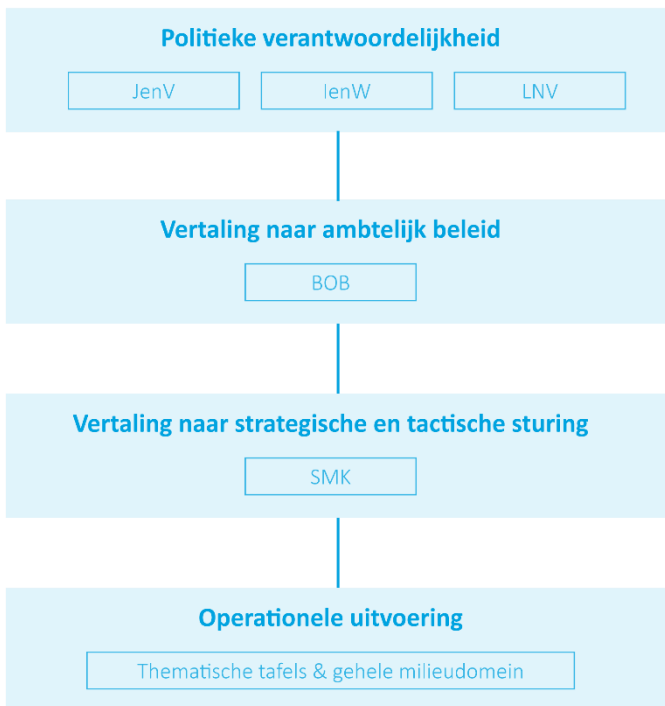 Politieke verantwoordelijkheid
JenV IenW LNV
Vertaling naar ambtelijk beleid
BOB
Vertaling naar strategische en tactische sturing
SMK
Operationele uitvoering
Thematische tafels & gehele milieudomein